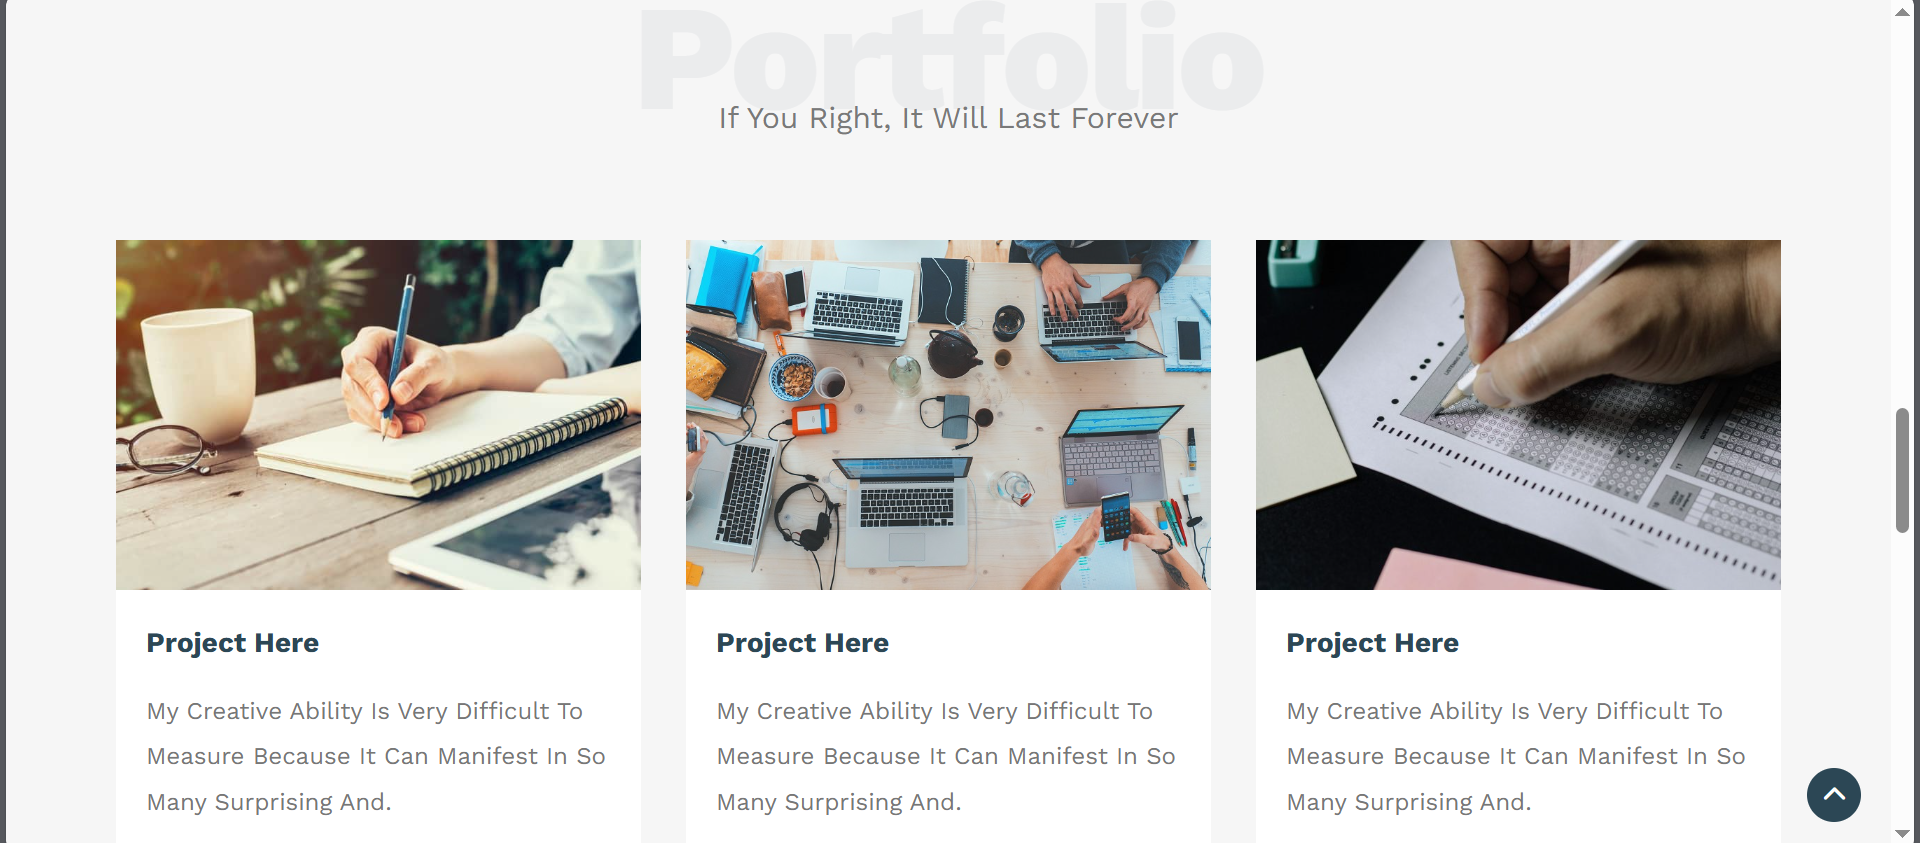 Portfolio
If You Right, It Will Last Forever
Project Here
My Creative Ability Is Very Difficult To
Measure Because It Can Manifest In So
Many Surprising And.
Project Here
My Creative Ability Is Very Difficult To
Measure Because It Can Manifest In So
Many Surprising And.
Project Here
My Creative Ability Is Very Difficult To
Measure Because It Can Manifest In So
Many Surprising And.